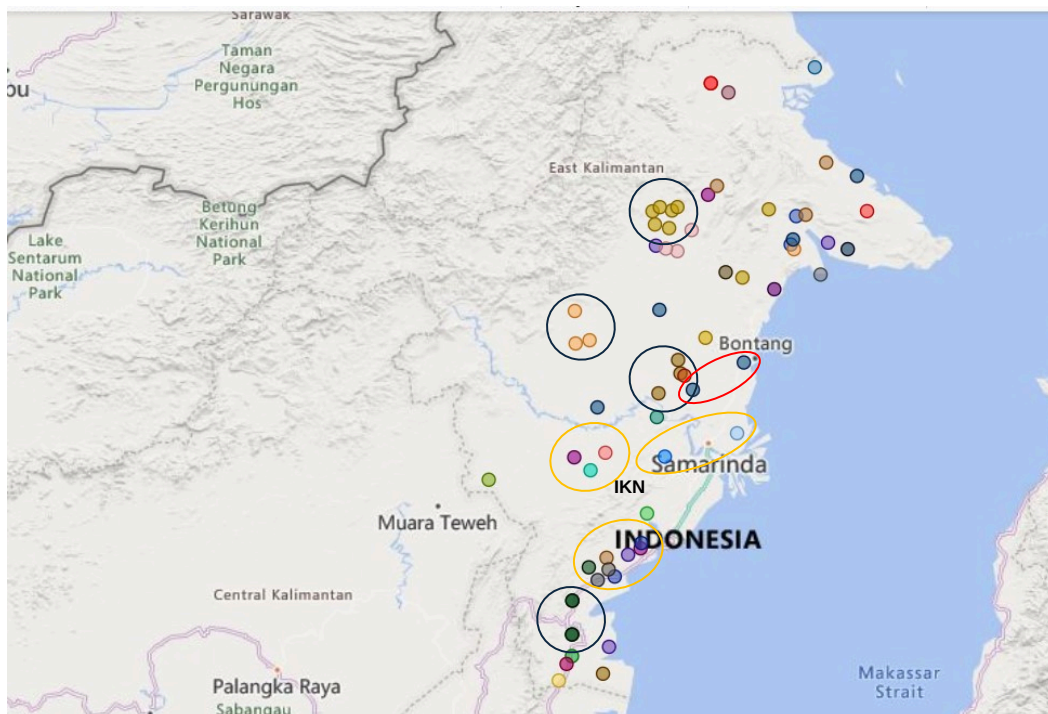 Sarawak
Taman
Negara
Pergunungan
Hos
bu
East Kalimantan
Betung
Kerihun
National
Park
Lake
Sentarum
National
Park
Bontang
Samarinda
IKN
Muara Teweh
INDONESIA
Central Kalimantan
Palangka Raya
Sabangau
Makassar
Strait